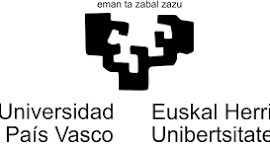 eman ta zabal zazu
Universidad Euskal Herri
País Vasco Unibertsitate